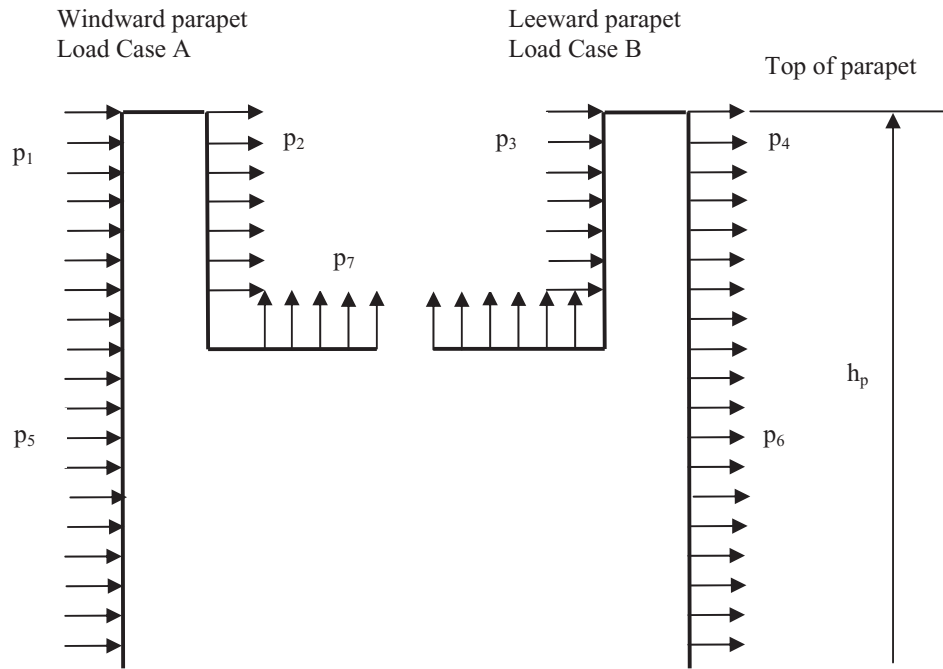 Windward parapet
Load Case A
Leeward parapet
Load Case B
Top of parapet
p₁
p₂
p₃
p₄
p₇
hₚ
p₅
p₆